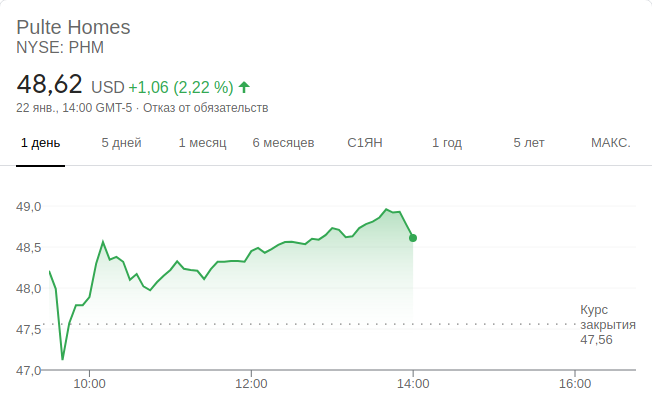 Pulte Homes
NYSE: PHM
48,62 USD +1,06 (2,22 %)
22 янв., 14:00 GMT-5 · Отказ от обязательств
1 день 5 дней 1 месяц 6 месяцев С1ЯН 1 год 5 лет МАКС.
49,0
48,5
48,0
47,5
47,0
Курс
закрытия
47,56
10:00 12:00 14:00 16:00